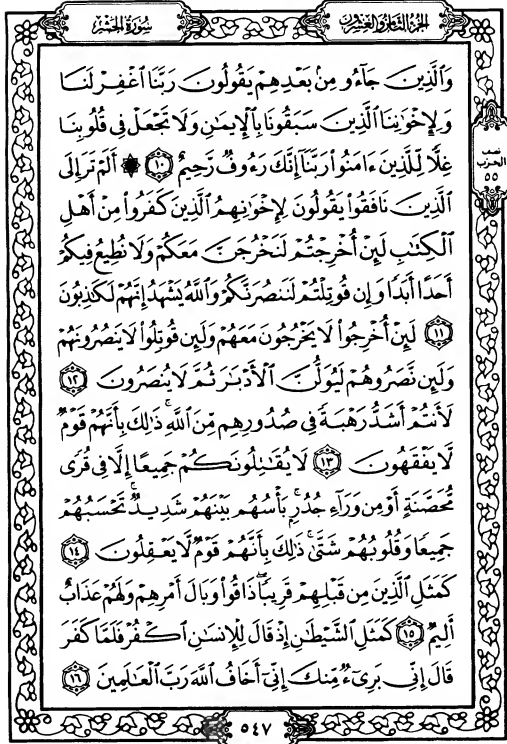 الجزء الثامن والعشرون
سورة الحشر
وَٱلَّذِينَ جَآءُو مِنۢ بَعْدِهِمْ يَقُولُونَ رَبَّنَا ٱغْفِرْ لَنَا
وَلِإِخْوَٰنِنَا ٱلَّذِينَ سَبَقُونَا بِٱلْإِيمَٰنِ وَلَا تَجْعَلْ فِى قُلُوبِنَا
غِلًّا لِّلَّذِينَ ءَامَنُوا۟ رَبَّنَآ إِنَّكَ رَءُوفٌ رَّحِيمٌ ١٠ ۞ أَلَمْ تَرَ إِلَى
ٱلَّذِينَ نَافَقُوا۟ يَقُولُونَ لِإِخْوَٰنِهِمُ ٱلَّذِينَ كَفَرُوا۟ مِنْ أَهْلِ
ٱلْكِتَٰبِ لَئِنْ أُخْرِجْتُمْ لَنَخْرُجَنَّ مَعَكُمْ وَلَا نُطِيعُ فِيكُمْ
أَحَدًا أَبَدًا وَإِن قُوتِلْتُمْ لَنَنصُرَنَّكُمْ وَٱللَّهُ يَشْهَدُ إِنَّهُمْ لَكَٰذِبُونَ
١١ لَئِنْ أُخْرِجُوا۟ لَا يَخْرُجُونَ مَعَهُمْ وَلَئِن قُوتِلُوا۟ لَا يَنصُرُونَهُمْ
وَلَئِن نَّصَرُوهُمْ لَيُوَلُّنَّ ٱلْأَدْبَٰرَ ثُمَّ لَا يُنصَرُونَ ١٢
لَأَنتُمْ أَشَدُّ رَهْبَةً فِى صُدُورِهِم مِّنَ ٱللَّهِ ۚ ذَٰلِكَ بِأَنَّهُمْ قَوْمٌ
لَّا يَفْقَهُونَ ١٣ لَا يُقَٰتِلُونَكُمْ جَمِيعًا إِلَّا فِى قُرًى
مُّحَصَّنَةٍ أَوْ مِن وَرَآءِ جُدُرٍۭ ۚ بَأْسُهُم بَيْنَهُمْ شَدِيدٌ ۚ تَحْسَبُهُمْ
جَمِيعًا وَقُلُوبُهُمْ شَتَّىٰ ۚ ذَٰلِكَ بِأَنَّهُمْ قَوْمٌ لَّا يَعْقِلُونَ ١٤
كَمَثَلِ ٱلَّذِينَ مِن قَبْلِهِمْ قَرِيبًا ۖ ذَاقُوا۟ وَبَالَ أَمْرِهِمْ وَلَهُمْ عَذَابٌ
أَلِيمٌ ١٥ كَمَثَلِ ٱلشَّيْطَٰنِ إِذْ قَالَ لِلْإِنسَٰنِ ٱكْفُرْ فَلَمَّا كَفَرَ
قَالَ إِنِّى بَرِىٓءٌ مِّنكَ إِنِّىٓ أَخَافُ ٱللَّهَ رَبَّ ٱلْعَٰلَمِينَ ١٦
نصف
الحزب
٥٥
٥٤٧